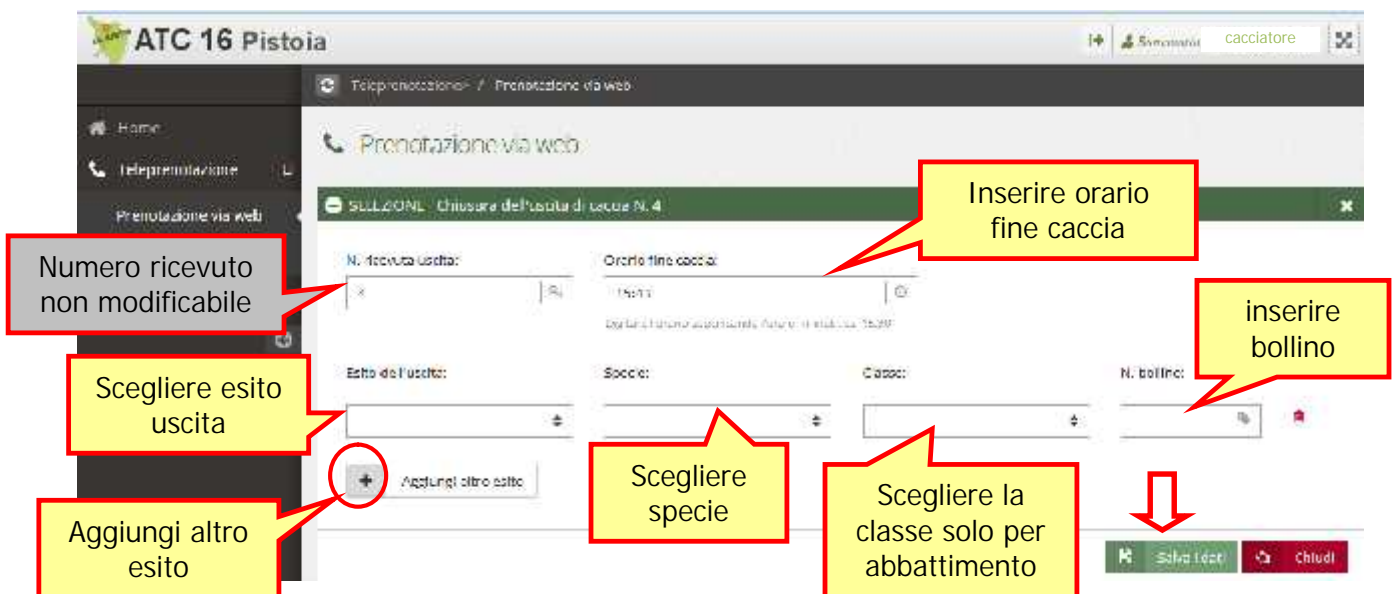 ATC 16 Pistoia
cacciatore
Teleprenotazione / Prenotazione via web
Home
Prenotazione via web
Teleprenotazione
Prenotazione via web
SELEZIONE Chiusura dell'uscita di caccia N. 4
Inserire orario
fine caccia
Numero ricevuto
non modificabile
N. ricevuta uscita:
Orario fine caccia:
inserire
bollino
Scegliere esito
uscita
Esito dell'uscita:
Specie:
Classe:
N. bollino:
Aggiungi altro esito
Scegliere
specie
Scegliere la
classe solo per
abbattimento
Aggiungi altro
esito
Salva i dati
Chiudi